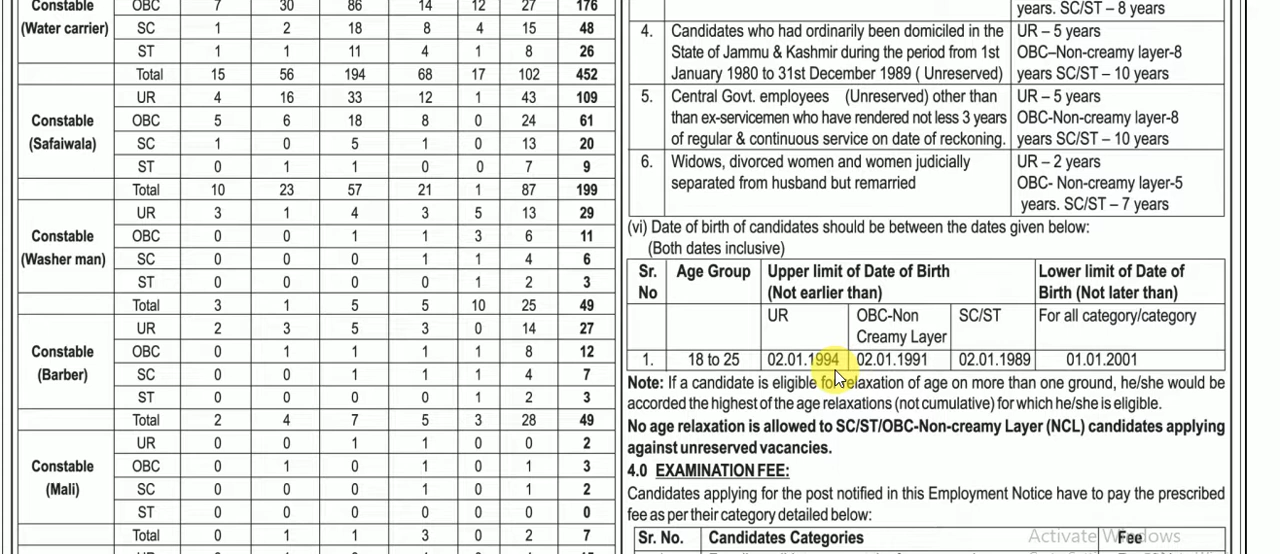 Constable OBC 7 30 86 14 12 27 176
(Water carrier) SC 1 2 18 8 4 15 48
ST 1 1 11 4 1 8 26
Total 15 56 194 68 17 102 452
UR 4 16 33 12 1 43 109
Constable OBC 5 6 18 8 0 24 61
(Safaiwala) SC 1 0 5 1 0 13 20
ST 0 1 1 0 0 7 9
Total 10 23 57 21 1 87 199
UR 3 1 4 3 5 13 29
Constable OBC 0 0 1 1 3 6 11
(Washer man) SC 0 0 0 1 1 4 6
ST 0 0 0 0 1 2 3
Total 3 1 5 5 10 25 49
UR 2 3 5 3 0 14 27
Constable OBC 0 1 1 1 1 8 12
(Barber) SC 0 0 1 1 1 4 7
ST 0 0 0 0 1 2 3
Total 2 4 7 5 3 28 49
UR 0 0 1 1 0 0 2
Constable OBC 0 1 0 1 0 1 3
(Mali) SC 0 0 0 1 0 1 2
ST 0 0 0 0 0 0 0
Total 0 1 1 3 0 2 7
years. SC/ST – 8 years
4. Candidates who had ordinarily been domiciled in the UR – 5 years
State of Jammu & Kashmir during the period from 1st OBC–Non-creamy layer-8
January 1980 to 31st December 1989 ( Unreserved) years SC/ST – 10 years
5. Central Govt. employees (Unreserved) other than UR – 5 years
than ex-servicemen who have rendered not less 3 years OBC-Non-creamy layer-8
of regular & continuous service on date of reckoning. years SC/ST – 10 years
6. Widows, divorced women and women judicially UR – 2 years
separated from husband but remarried OBC- Non-creamy layer-5
years. SC/ST – 7 years
(vi) Date of birth of candidates should be between the dates given below:
(Both dates inclusive)
Sr. Age Group Upper limit of Date of Birth Lower limit of Date of
No (Not earlier than) Birth (Not later than)
UR OBC-Non SC/ST For all category/category
Creamy Layer
1. 18 to 25 02.01.1994 02.01.1991 02.01.1989 01.01.2001
Note: If a candidate is eligible for relaxation of age on more than one ground, he/she would be
accorded the highest of the age relaxations (not cumulative) for which he/she is eligible.
No age relaxation is allowed to SC/ST/OBC-Non-creamy Layer (NCL) candidates applying
against unreserved vacancies.
4.0 EXAMINATION FEE:
Candidates applying for the post notified in this Employment Notice have to pay the prescribed
fee as per their category detailed below:
Sr. No. Candidates Categories Fee
Activate Windows